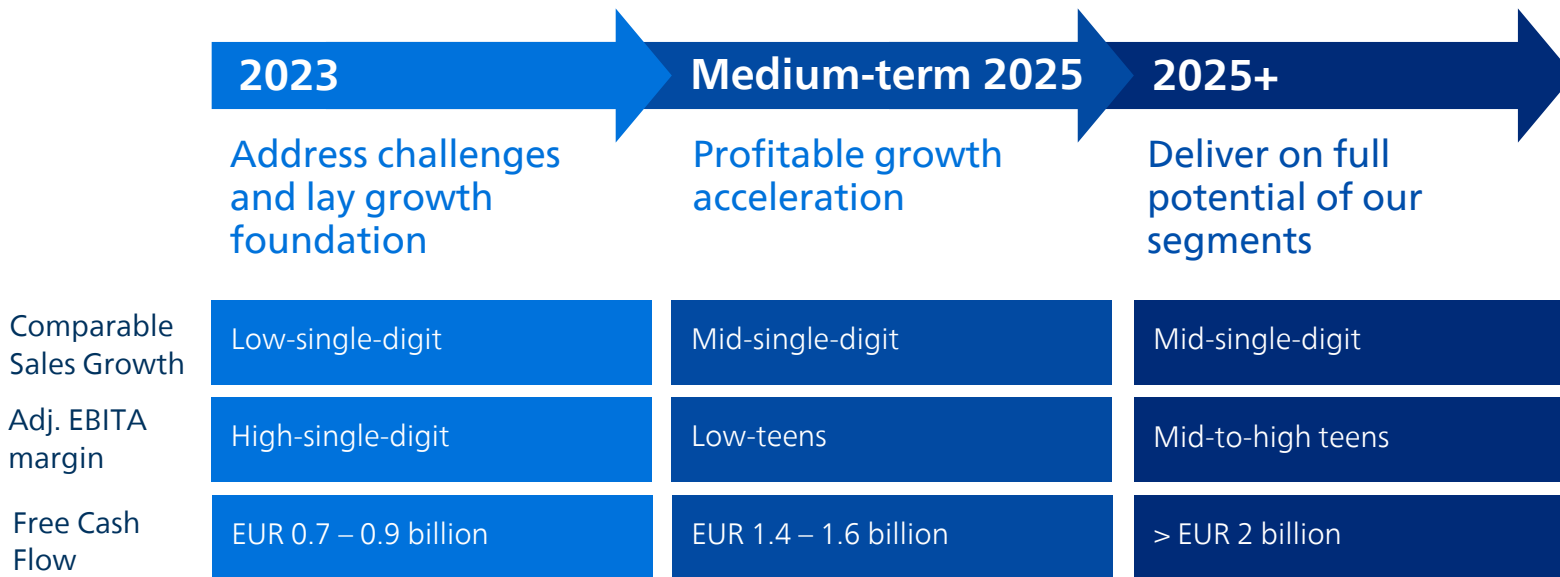 2023
Medium-term 2025
2025+
Address challenges
and lay growth
foundation
Profitable growth
acceleration
Deliver on full
potential of our
segments
Comparable
Sales Growth
Low-single-digit
Mid-single-digit
Mid-single-digit
Adj. EBITA
margin
High-single-digit
Low-teens
Mid-to-high teens
Free Cash
Flow
EUR 0.7 – 0.9 billion
EUR 1.4 – 1.6 billion
> EUR 2 billion